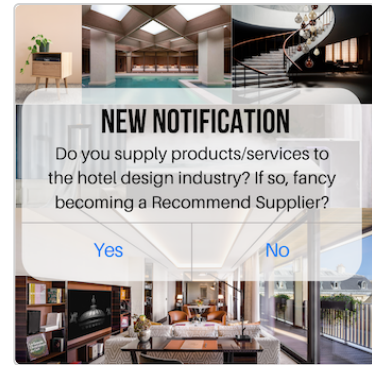 NEW NOTIFICATION
Do you supply products/services to
the hotel design industry? If so, fancy
becoming a Recommend Supplier?
Yes
No